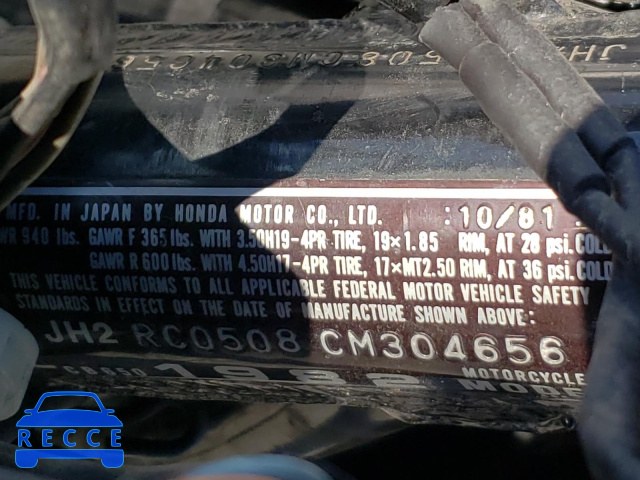 MFD. IN JAPAN BY HONDA MOTOR CO., LTD. :10/81
WR 940 lbs. GAWR F 365 lbs. WITH 3.50H19-4PR TIRE, 19×1.85 RIM, AT 28 psi. COLD
GAWR R 600 lbs. WITH 4.50H17-4PR TIRE, 17×MT2.50 RIM, AT 36 psi. COLD
THIS VEHICLE CONFORMS TO ALL APPLICABLE FEDERAL MOTOR VEHICLE SAFETY
STANDARDS IN EFFECT ON THE DATE OF MANUFACTURE SHOWN ABOVE:
JH2 RC0508 CM304656
1982 MOTORCYCLE
RECCE